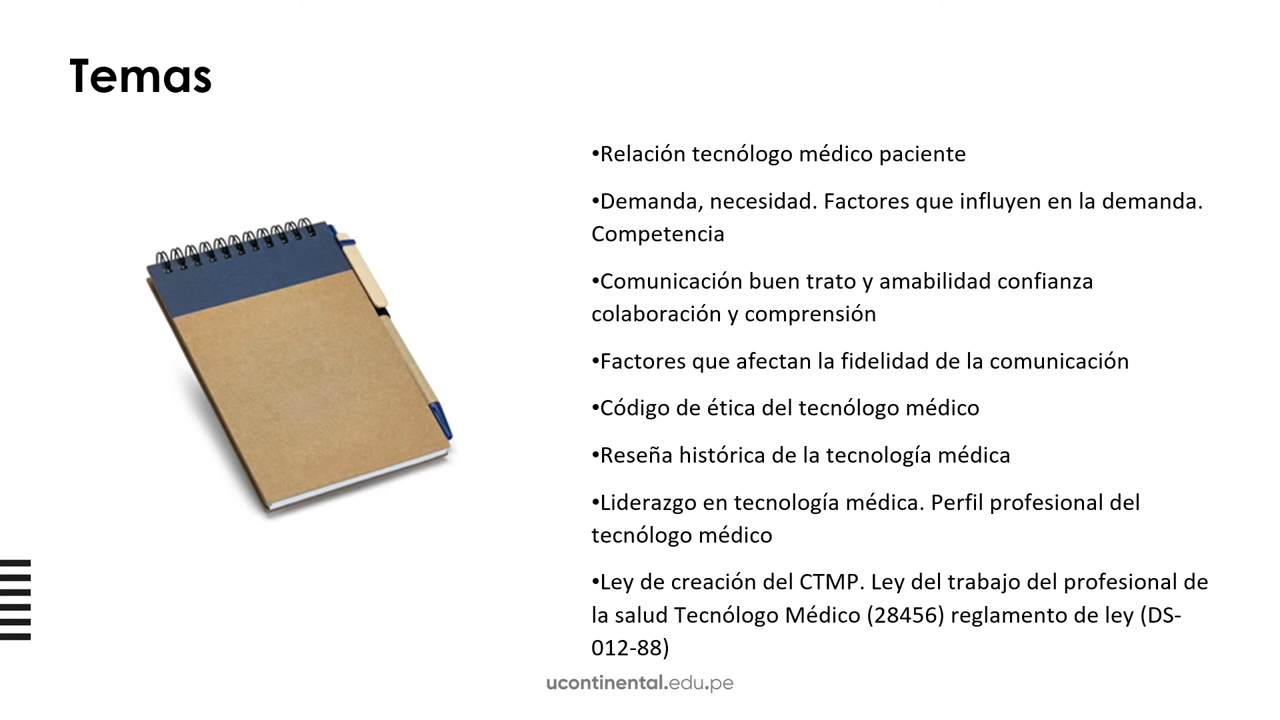 Temas
•Relación tecnólogo médico paciente
•Demanda, necesidad. Factores que influyen en la demanda.
Competencia
•Comunicación buen trato y amabilidad confianza
colaboración y comprensión
•Factores que afectan la fidelidad de la comunicación
•Código de ética del tecnólogo médico
•Reseña histórica de la tecnología médica
•Liderazgo en tecnología médica. Perfil profesional del
tecnólogo médico
•Ley de creación del CTMP. Ley del trabajo del profesional de
la salud Tecnólogo Médico (28456) reglamento de ley (DS-
012-88)
ucontinental.edu.pe